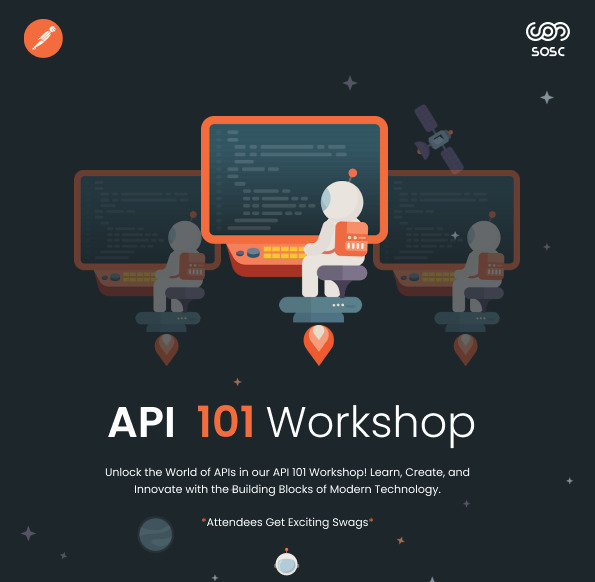 SOSC
API 101 Workshop
Unlock the World of APIs in our API 101 Workshop! Learn, Create, and
Innovate with the Building Blocks of Modern Technology.
*Attendees Get Exciting Swags*